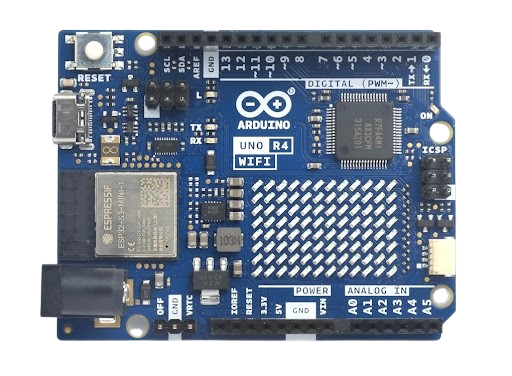 RESET
SCL
SDA
AREF
GND
13
12
~11
~10
~9
8
7
~6
~5
4
~3
2
TX→1
RX←0
DIGITAL (PWM~)
L
TX
RX
ARDUINO
®
UNO R4
WIFI
ON
ICSP
ESPRESSIF
ESP32-S3-MINI-1
103M
OFF
GND
VRTC
IOREF
RESET
3.3V
5V
GND
VIN
POWER
ANALOG IN
A0
A1
A2
A3
A4
A5